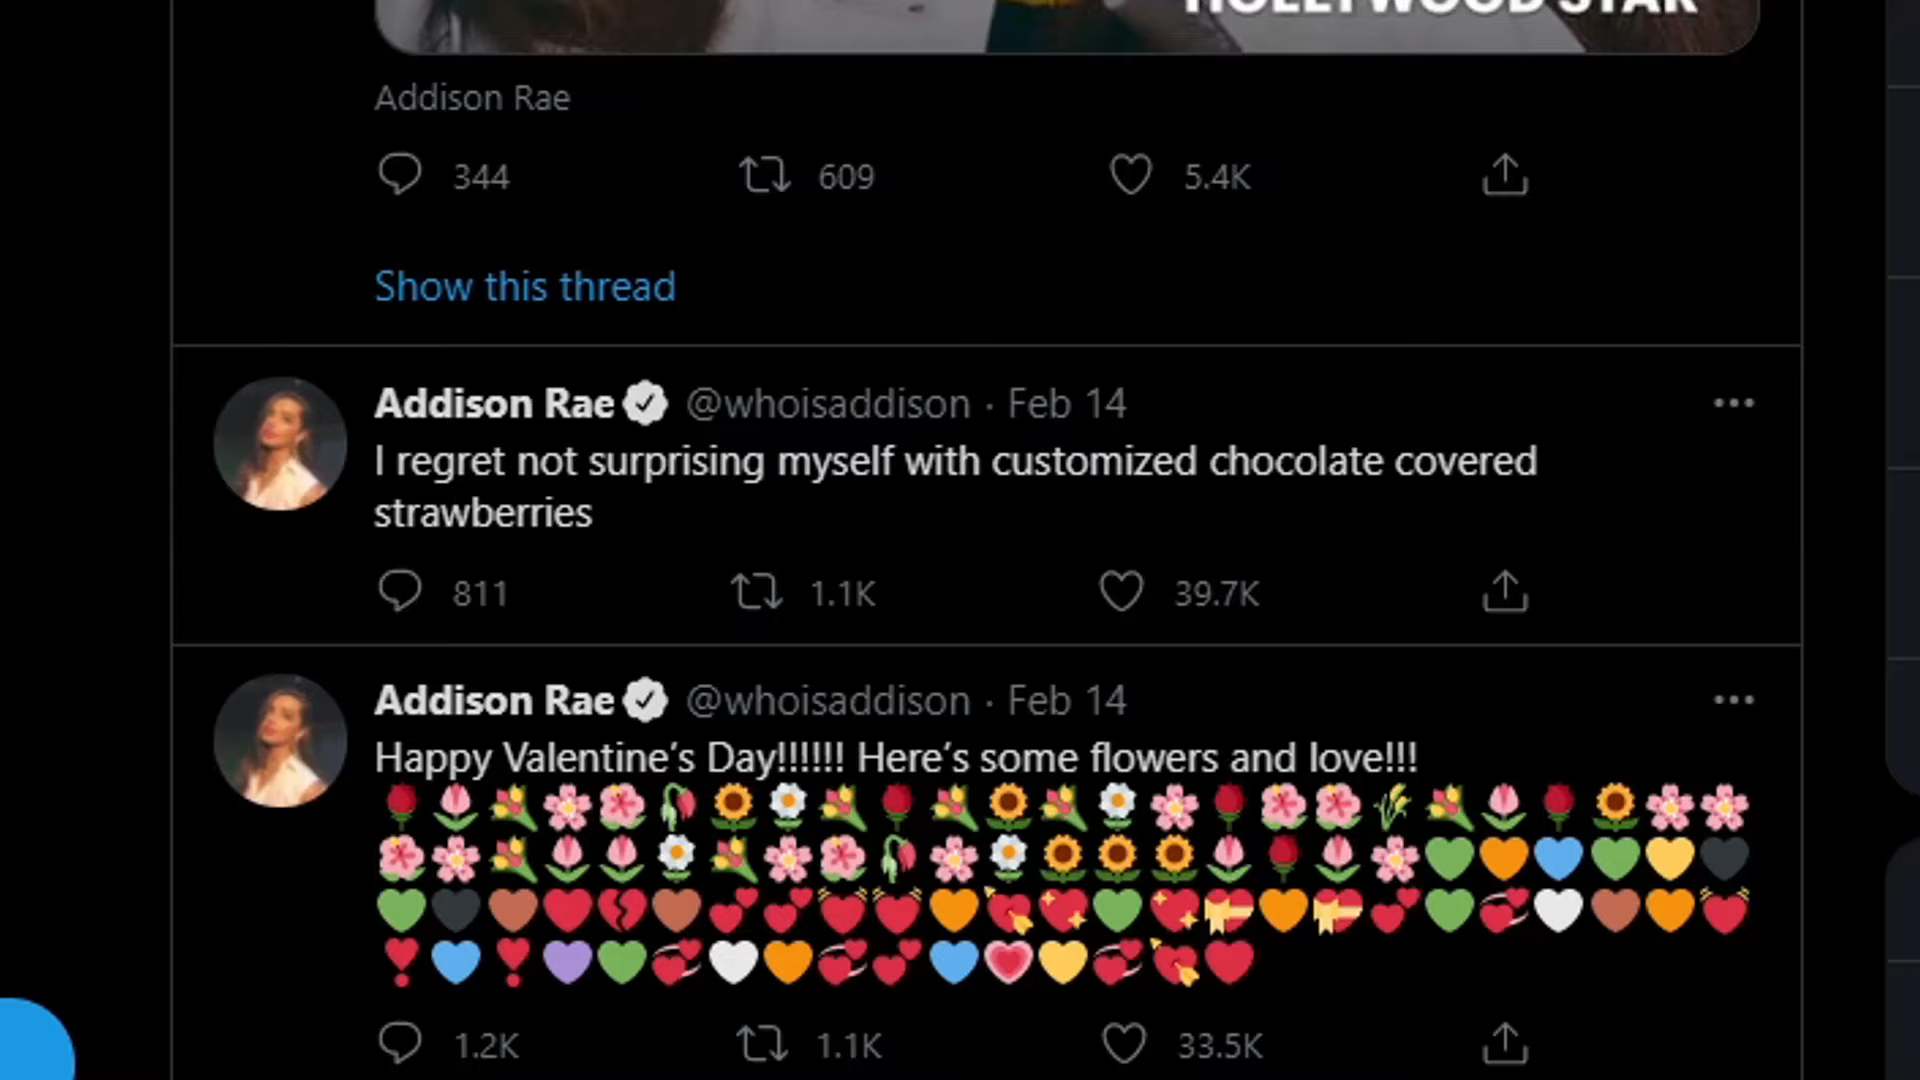 HOLLYWOOD STAR
Addison Rae
344 609 5.4K
Show this thread
Addison Rae @whoisaddison · Feb 14
I regret not surprising myself with customized chocolate covered
strawberries
811 1.1K 39.7K
Addison Rae @whoisaddison · Feb 14
Happy Valentine’s Day!!!!!! Here’s some flowers and love!!!
1.2K 1.1K 33.5K